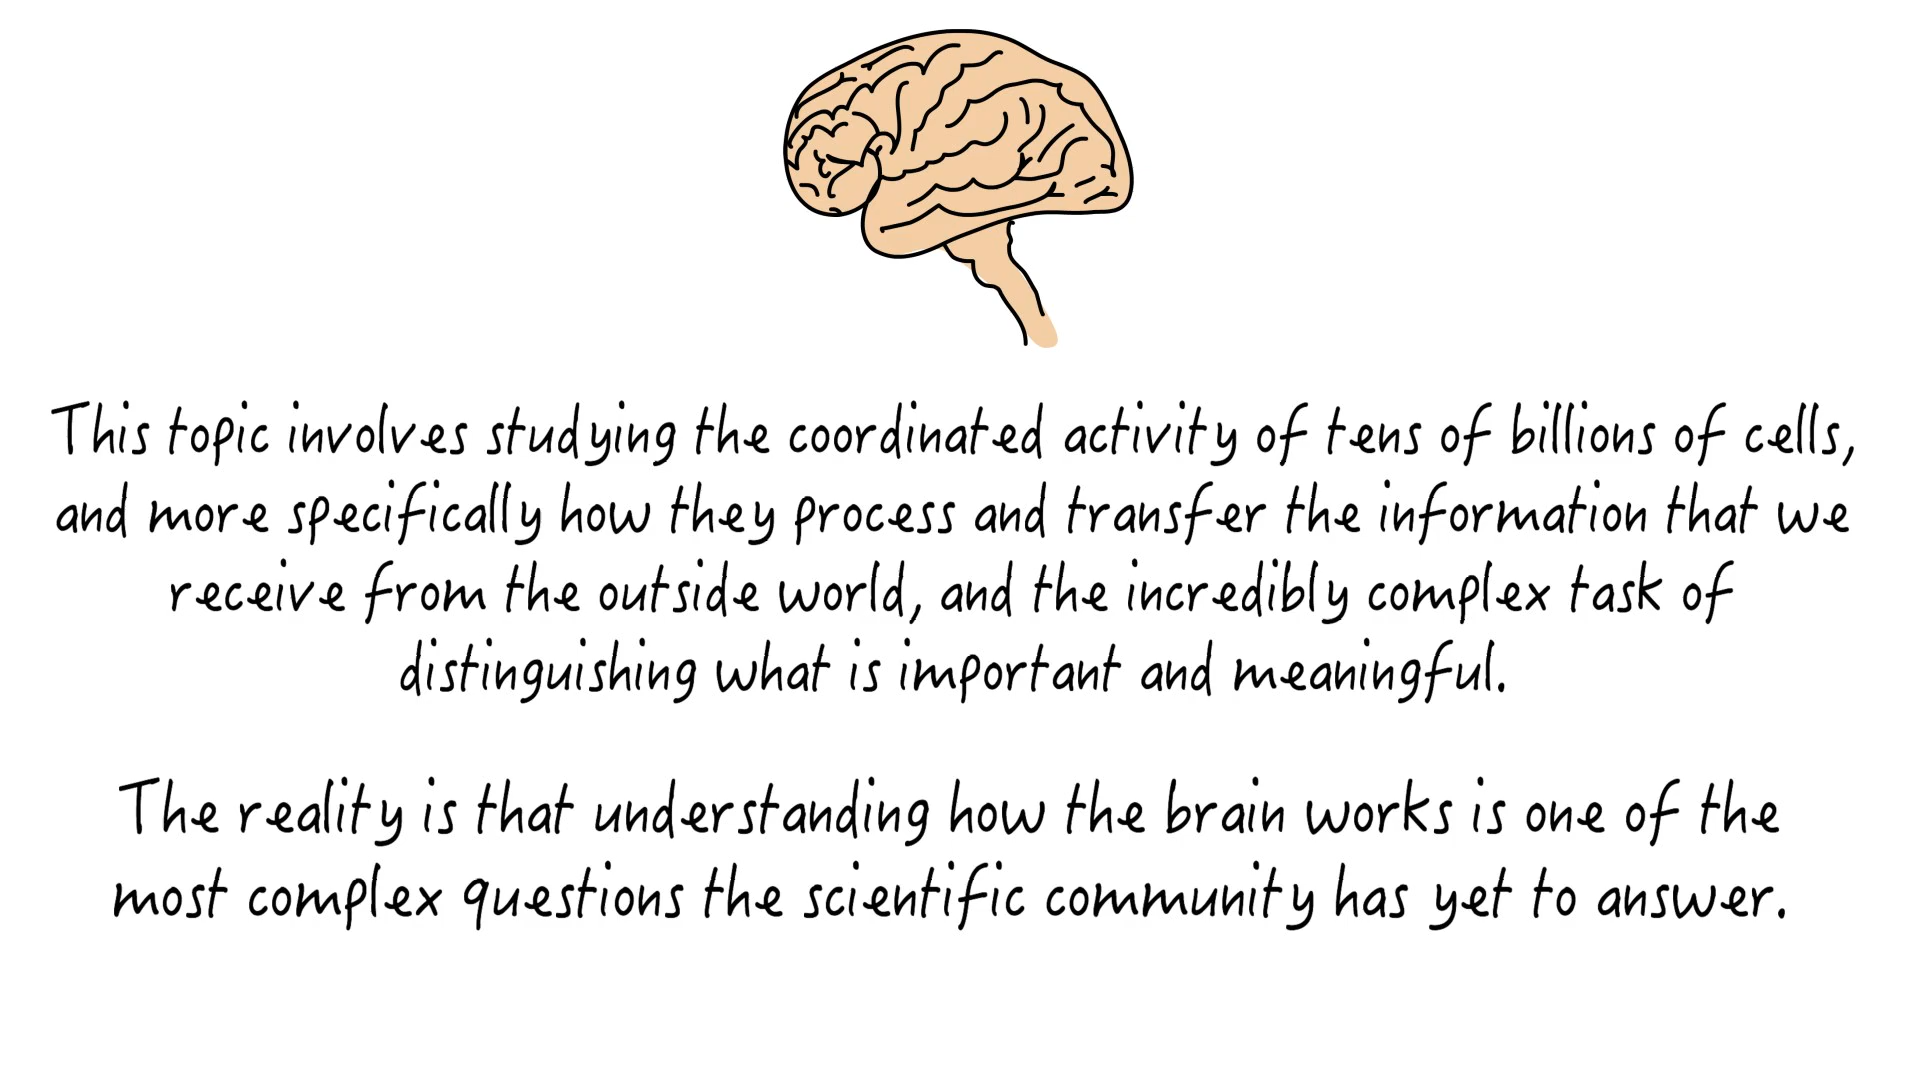 This topic involves studying the coordinated activity of tens of billions of cells,
and more specifically how they process and transfer the information that we
receive from the outside world, and the incredibly complex task of
distinguishing what is important and meaningful.
The reality is that understanding how the brain works is one of the
most complex questions the scientific community has yet to answer.